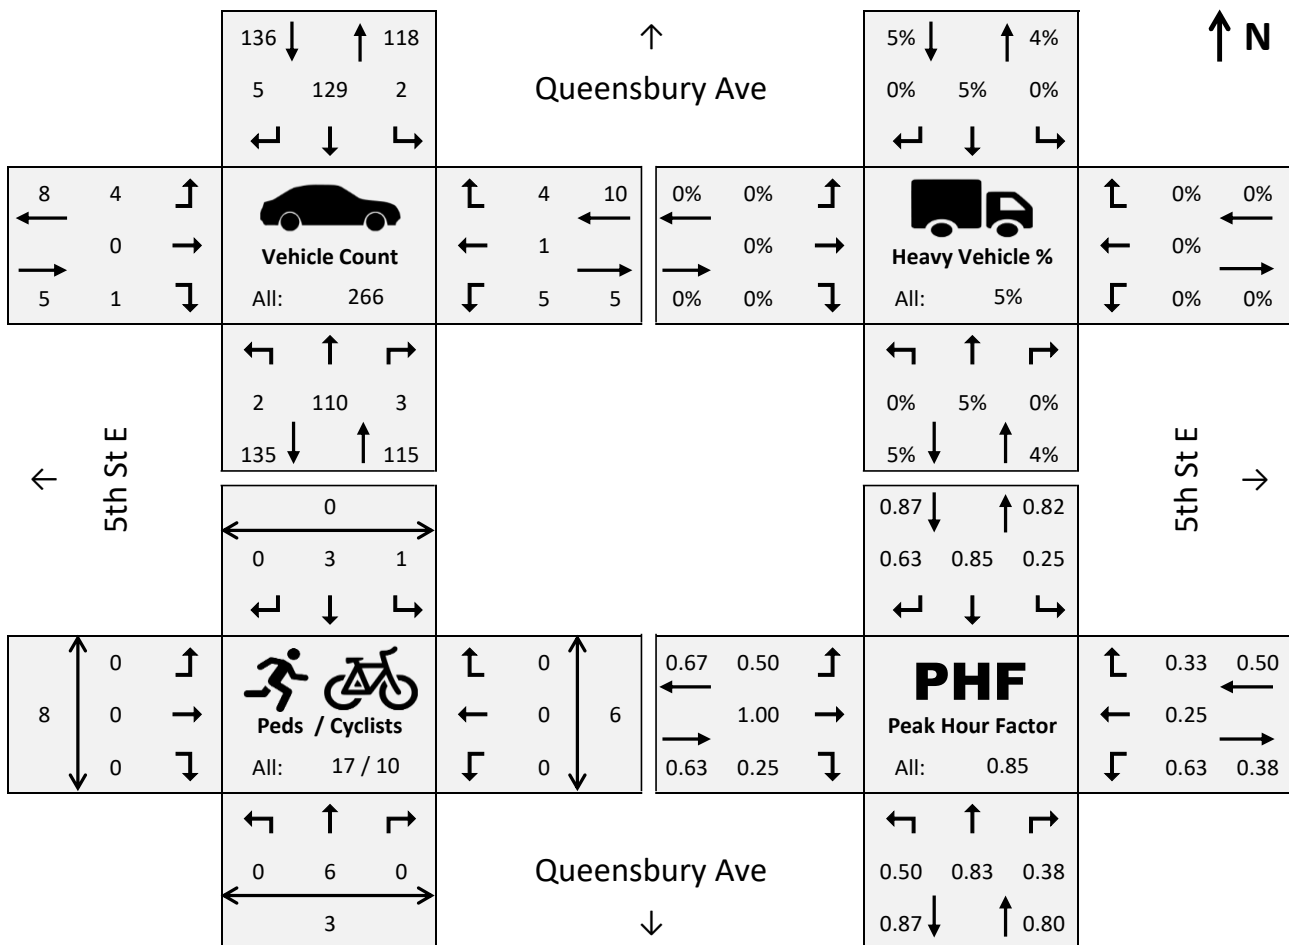 136 118 5% 4% N
Queensbury Ave
5 129 2 0% 5% 0%
8 4 4 10 0% 0% 0% 0%
0 1 0% 0%
Vehicle Count Heavy Vehicle %
5 1 All: 266 5 5 0% 0% All: 5% 0% 0%
2 110 3 0% 5% 0%
135 115 5% 4%
5th St E 5th St E
0 0.87 0.82
0 3 1 0.63 0.85 0.25
0 0 0.67 0.50 PHF 0.33 0.50
8 0 0 6 1.00 0.25
Peds / Cyclists Peak Hour Factor
0 All: 17 / 10 0 0.63 0.25 All: 0.85 0.63 0.38
0 6 0 Queensbury Ave 0.50 0.83 0.38
3 0.87 0.80